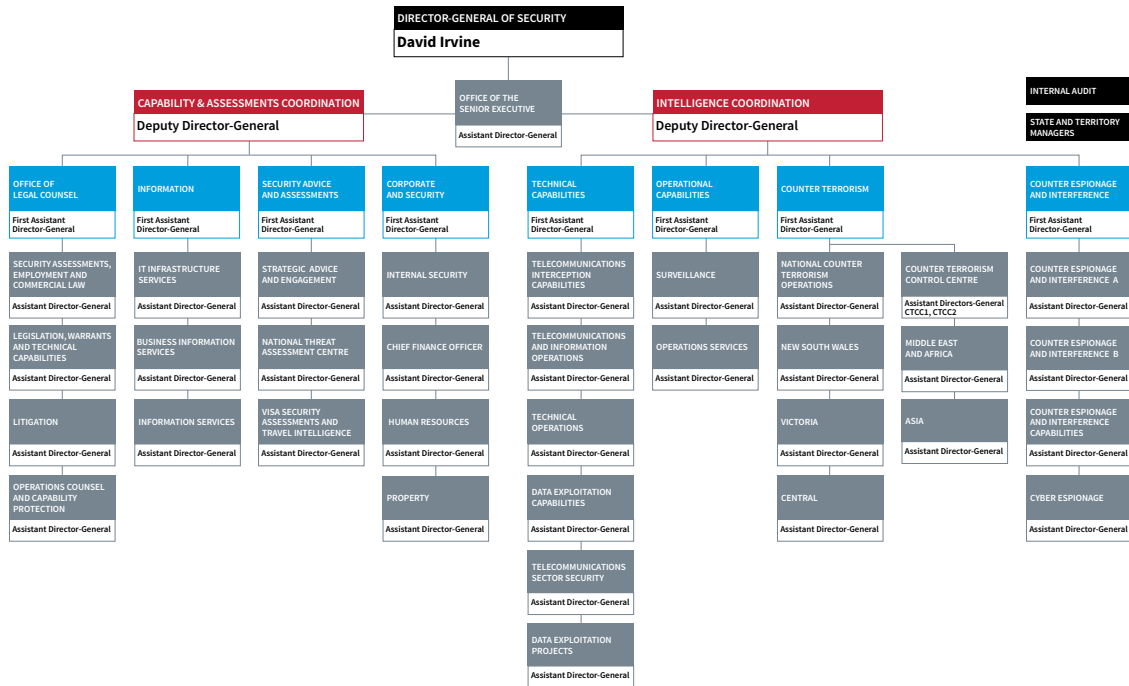 DIRECTOR-GENERAL OF SECURITY
David Irvine
OFFICE OF THE
SENIOR EXECUTIVE
Assistant Director-General
CAPABILITY & ASSESSMENTS COORDINATION
Deputy Director-General
INTELLIGENCE COORDINATION
Deputy Director-General
INTERNAL AUDIT
STATE AND TERRITORY
MANAGERS
OFFICE OF
LEGAL COUNSEL
First Assistant
Director-General
SECURITY ASSESSMENTS,
EMPLOYMENT AND
COMMERCIAL LAW
Assistant Director-General
LEGISLATION, WARRANTS
AND TECHNICAL
CAPABILITIES
Assistant Director-General
LITIGATION
Assistant Director-General
OPERATIONS COUNSEL
AND CAPABILITY
PROTECTION
Assistant Director-General
INFORMATION
First Assistant
Director-General
IT INFRASTRUCTURE
SERVICES
Assistant Director-General
BUSINESS INFORMATION
SERVICES
Assistant Director-General
INFORMATION SERVICES
Assistant Director-General
SECURITY ADVICE
AND ASSESSMENTS
First Assistant
Director-General
STRATEGIC ADVICE
AND ENGAGEMENT
Assistant Director-General
NATIONAL THREAT
ASSESSMENT CENTRE
Assistant Director-General
VISA SECURITY
ASSESSMENTS AND
TRAVEL INTELLIGENCE
Assistant Director-General
CORPORATE
AND SECURITY
First Assistant
Director-General
INTERNAL SECURITY
Assistant Director-General
CHIEF FINANCE OFFICER
Assistant Director-General
HUMAN RESOURCES
Assistant Director-General
PROPERTY
Assistant Director-General
TECHNICAL
CAPABILITIES
First Assistant
Director-General
TELECOMMUNICATIONS
INTERCEPTION
CAPABILITIES
Assistant Director-General
TELECOMMUNICATIONS
AND INFORMATION
OPERATIONS
Assistant Director-General
TECHNICAL
OPERATIONS
Assistant Director-General
DATA EXPLOITATION
CAPABILITIES
Assistant Director-General
TELECOMMUNICATIONS
SECTOR SECURITY
Assistant Director-General
DATA EXPLOITATION
PROJECTS
Assistant Director-General
OPERATIONAL
CAPABILITIES
First Assistant
Director-General
SURVEILLANCE
Assistant Director-General
OPERATIONS SERVICES
Assistant Director-General
COUNTER TERRORISM
First Assistant
Director-General
NATIONAL COUNTER
TERRORISM
OPERATIONS
Assistant Director-General
NEW SOUTH WALES
Assistant Director-General
VICTORIA
Assistant Director-General
CENTRAL
Assistant Director-General
COUNTER TERRORISM
CONTROL CENTRE
Assistant Directors-General
CTCC1, CTCC2
MIDDLE EAST
AND AFRICA
Assistant Director-General
ASIA
Assistant Director-General
COUNTER ESPIONAGE
AND INTERFERENCE
First Assistant
Director-General
COUNTER ESPIONAGE
AND INTERFERENCE A
Assistant Director-General
COUNTER ESPIONAGE
AND INTERFERENCE B
Assistant Director-General
COUNTER ESPIONAGE
AND INTERFERENCE
CAPABILITIES
Assistant Director-General
CYBER ESPIONAGE
Assistant Director-General